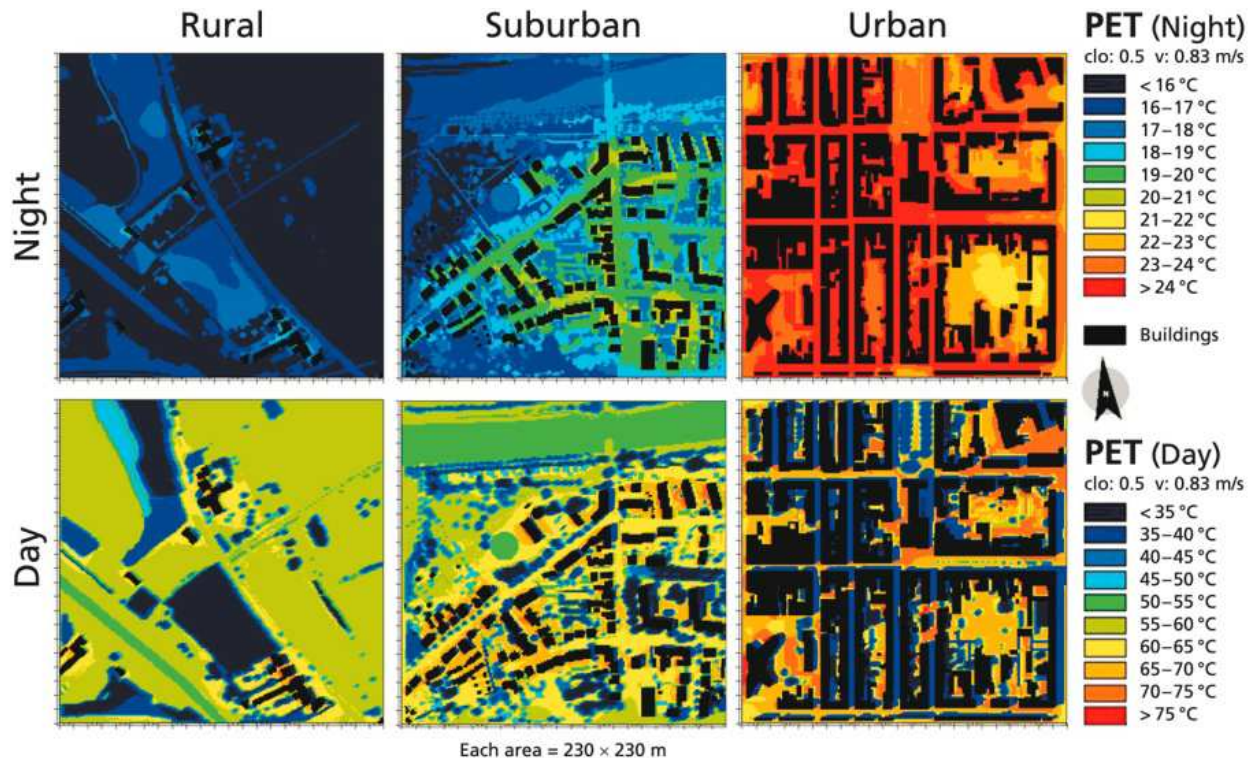 Rural
Suburban
Urban
PET (Night)
clo: 0.5 v: 0.83 m/s
< 16 °C
16–17 °C
17–18 °C
18–19 °C
19–20 °C
20–21 °C
21–22 °C
22–23 °C
23–24 °C
> 24 °C
Buildings
N
Night
Day
PET (Day)
clo: 0.5 v: 0.83 m/s
< 35 °C
35–40 °C
40–45 °C
45–50 °C
50–55 °C
55–60 °C
60–65 °C
65–70 °C
70–75 °C
> 75 °C
Each area = 230 × 230 m